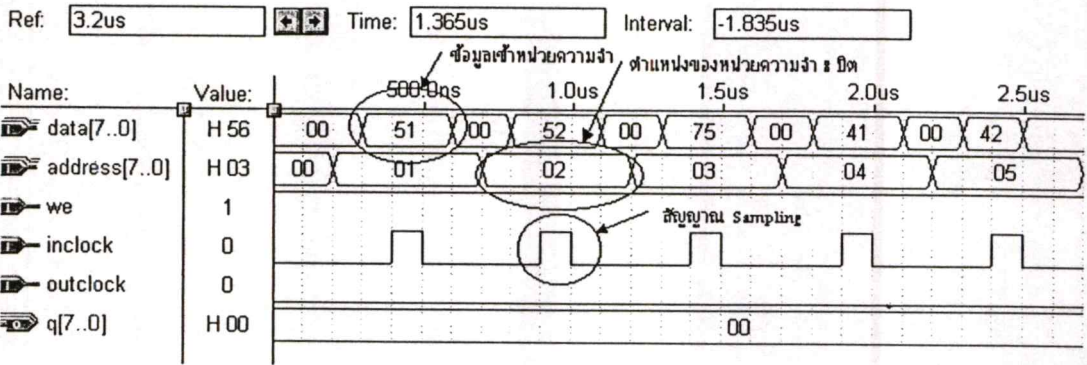 Ref: 3.2us Time: 1.365us Interval: -1.835us
ข้อมูลเข้าหน่วยความจำ
ตำแหน่งของหน่วยความจำ 8 บิต
Name: Value: 500.0ns 1.0us 1.5us 2.0us 2.5us
data[7..0] H 56 00 51 00 52 00 75 00 41 00 42
address[7..0] H 03 00 01 02 03 04 05
we 1
สัญญาณ Sampling
inclock 0
outclock 0
q[7..0] H 00 00